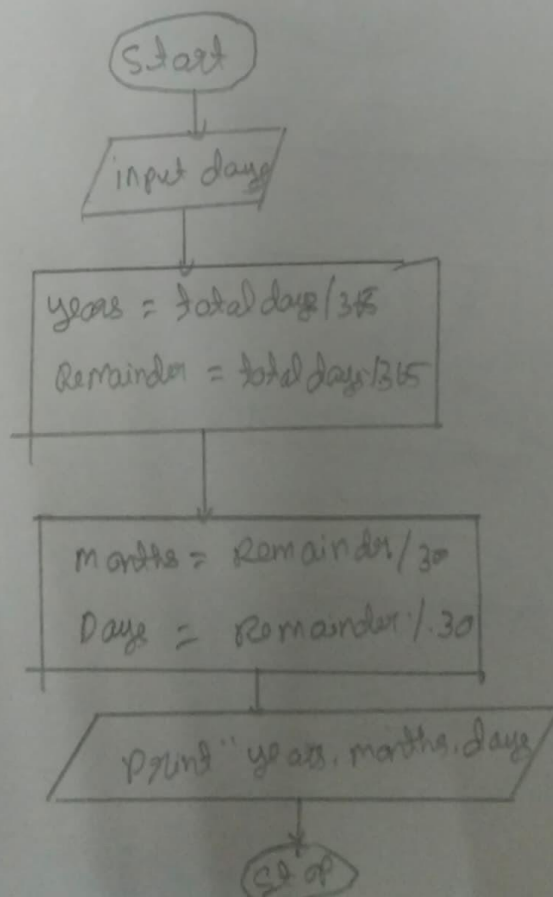 Start
input days
years = total days/365
Remainder = total days%365
Months = Remainder/30
Days = Remainder%30
Print "years, months, days
Stop